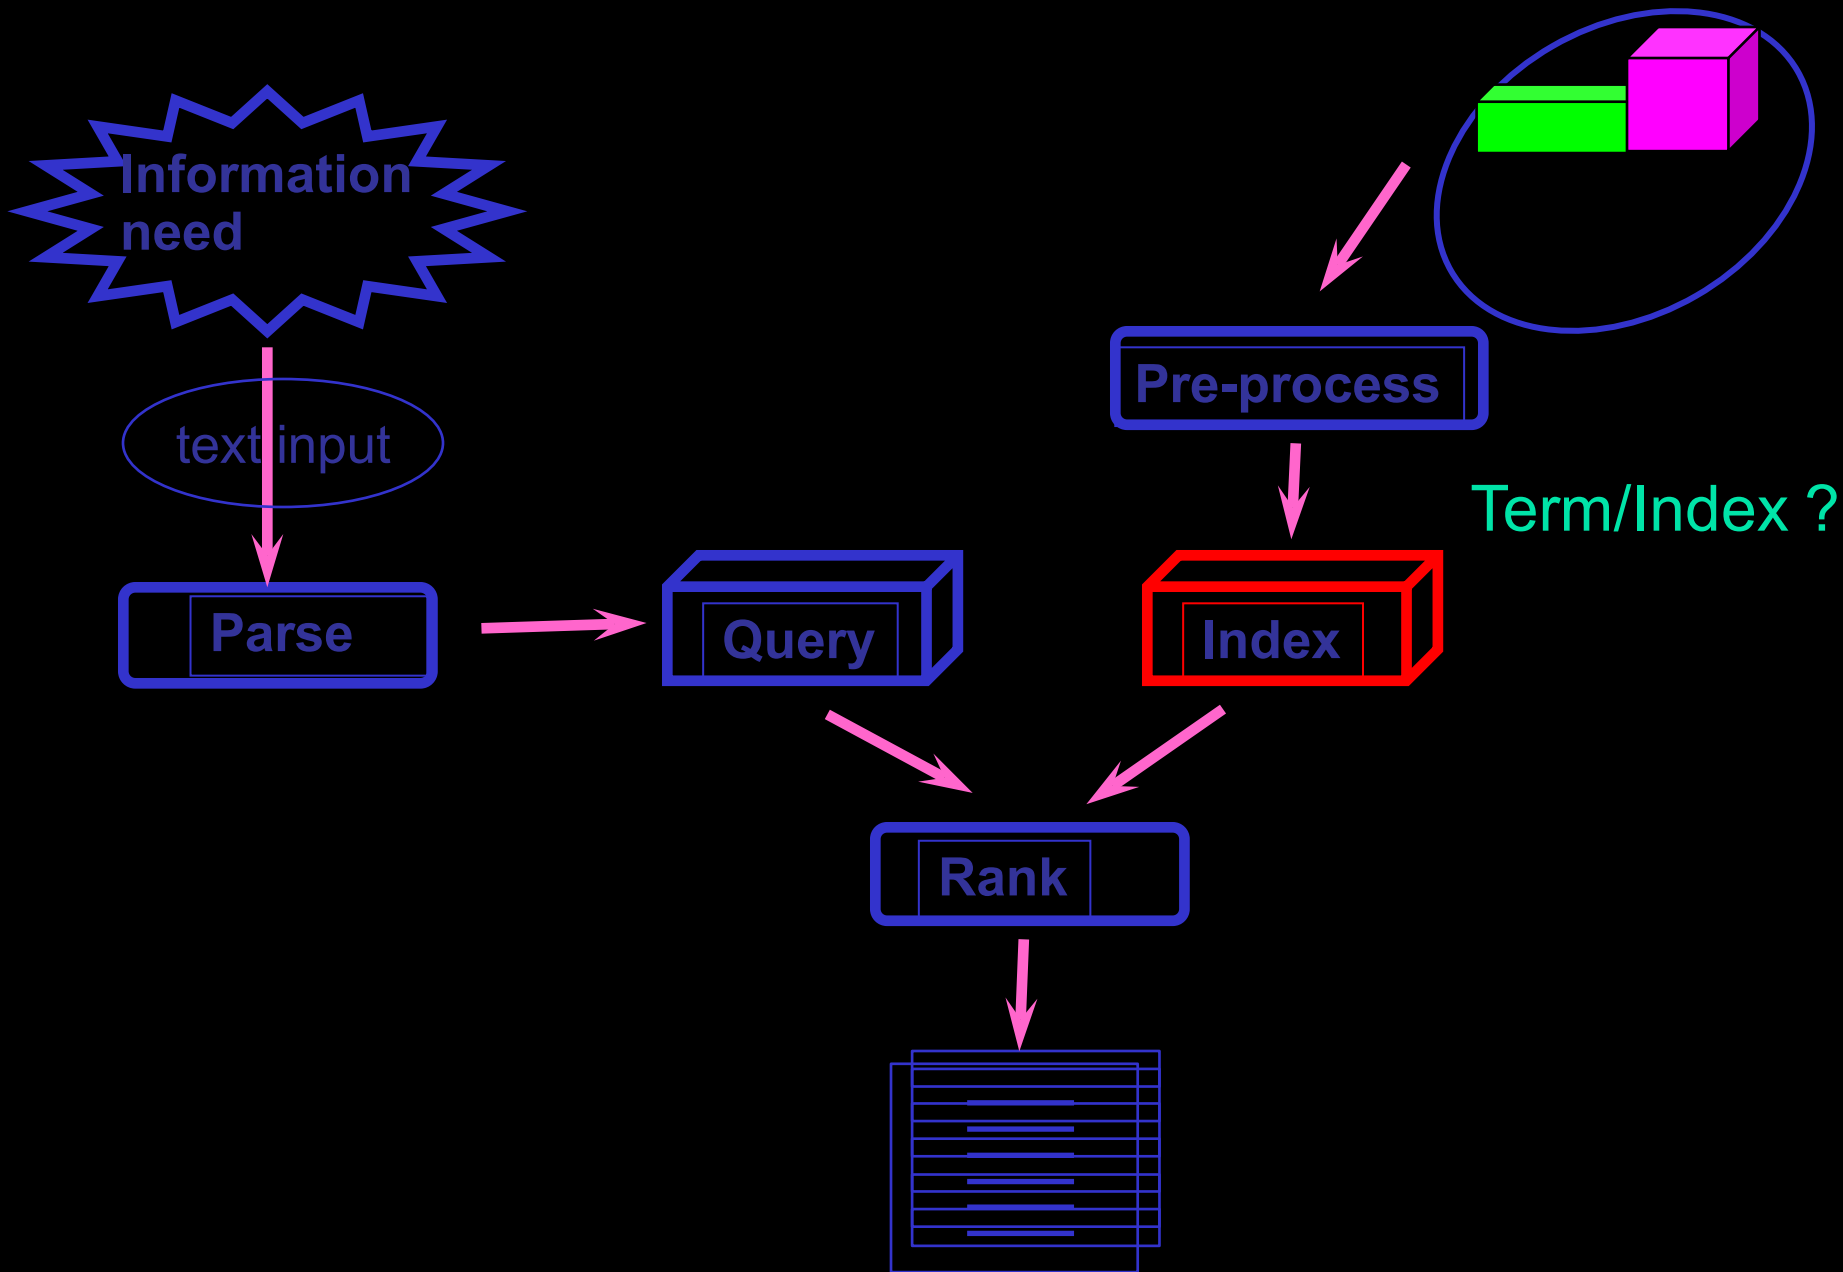 Information
need
text input
Pre-process
Term/Index ?
Parse
Query
Index
Rank